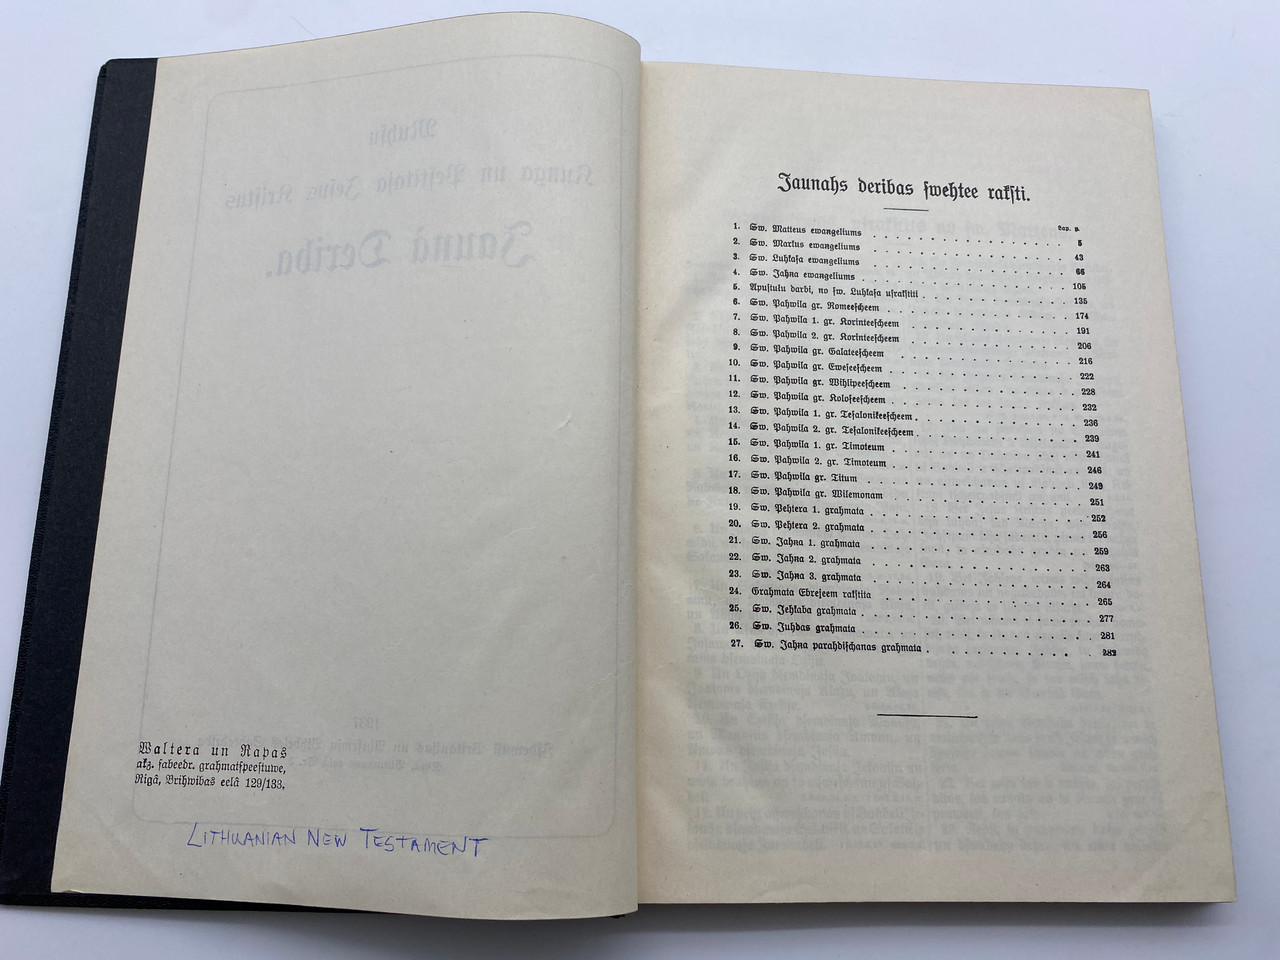 Waltera un Rapas
akz. sabeedr. grahmatspeestuwe,
Rigâ, Brihwibas eelâ 129/133.
LITHUANIAN NEW TESTAMENT
Jaunahs deribas ſwehtee rakſti.
Lap. p.
1. Sw. Matteus ewangeliums . . . 5
2. Sw. Markus ewangeliums . . . 43
3. Sw. Luhkaſa ewangeliums . . . 66
4. Sw. Jahna ewangeliums . . . 105
5. Apuſtulu darbi, no ſw. Luhkaſa uſrakſtiti . . . 135
6. Sw. Pahwila gr. Romeeſcheem . . . 174
7. Sw. Pahwila 1. gr. Korinteeſcheem . . . 191
8. Sw. Pahwila 2. gr. Korinteeſcheem . . . 206
9. Sw. Pahwila gr. Galateeſcheem . . . 216
10. Sw. Pahwila gr. Eweſeeſcheem . . . 222
11. Sw. Pahwila gr. Wihlipeeſcheem . . . 228
12. Sw. Pahwila gr. Koloſeeſcheem . . . 232
13. Sw. Pahwila 1. gr. Teſalonikeeſcheem . . . 236
14. Sw. Pahwila 2. gr. Teſalonikeeſcheem . . . 239
15. Sw. Pahwila 1. gr. Timoteum . . . 241
16. Sw. Pahwila 2. gr. Timoteum . . . 246
17. Sw. Pahwila gr. Titum . . . 249
18. Sw. Pahwila gr. Wilemonam . . . 251
19. Sw. Pehtera 1. grahmata . . . 252
20. Sw. Pehtera 2. grahmata . . . 256
21. Sw. Jahna 1. grahmata . . . 259
22. Sw. Jahna 2. grahmata . . . 263
23. Sw. Jahna 3. grahmata . . . 264
24. Grahmata Ebrejeem rakſtita . . . 265
25. Sw. Jehkaba grahmata . . . 277
26. Sw. Juhdas grahmata . . . 281
27. Sw. Jahna parahdiſchanas grahmata . . . 282